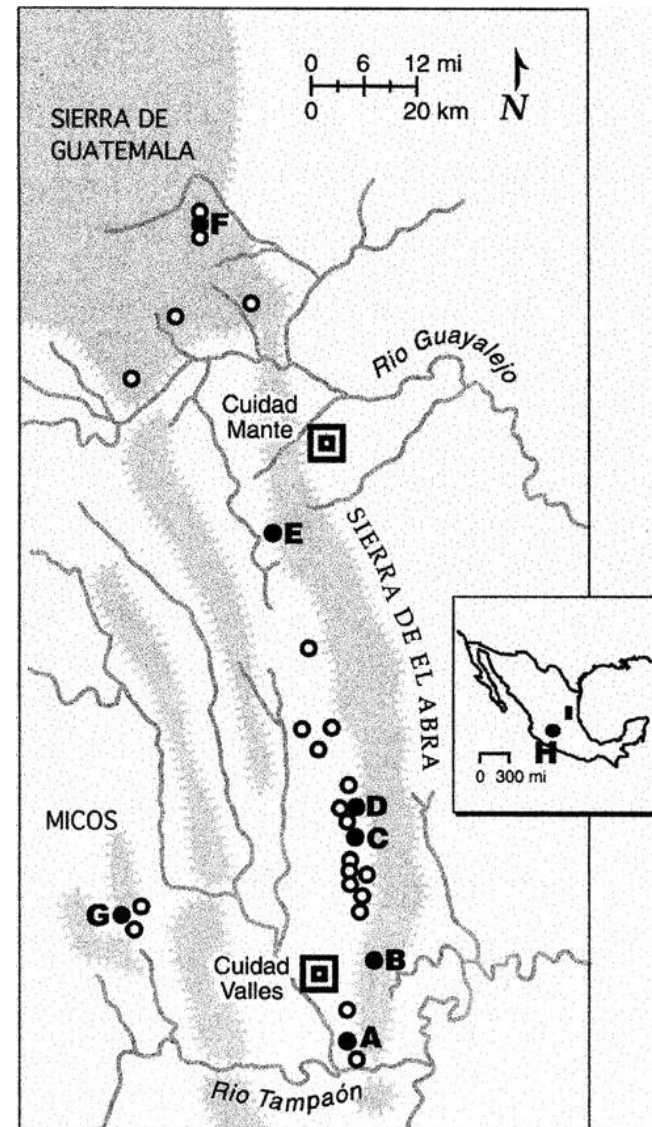 0 6 12 mi
0 20 km
N
SIERRA DE
GUATEMALA
F
Rio Guayalejo
Cuidad
Mante
E
SIERRA DE EL ABRA
I
H
0 300 mi
D
C
MICOS
G
B
Cuidad
Valles
A
Rio Tampaón